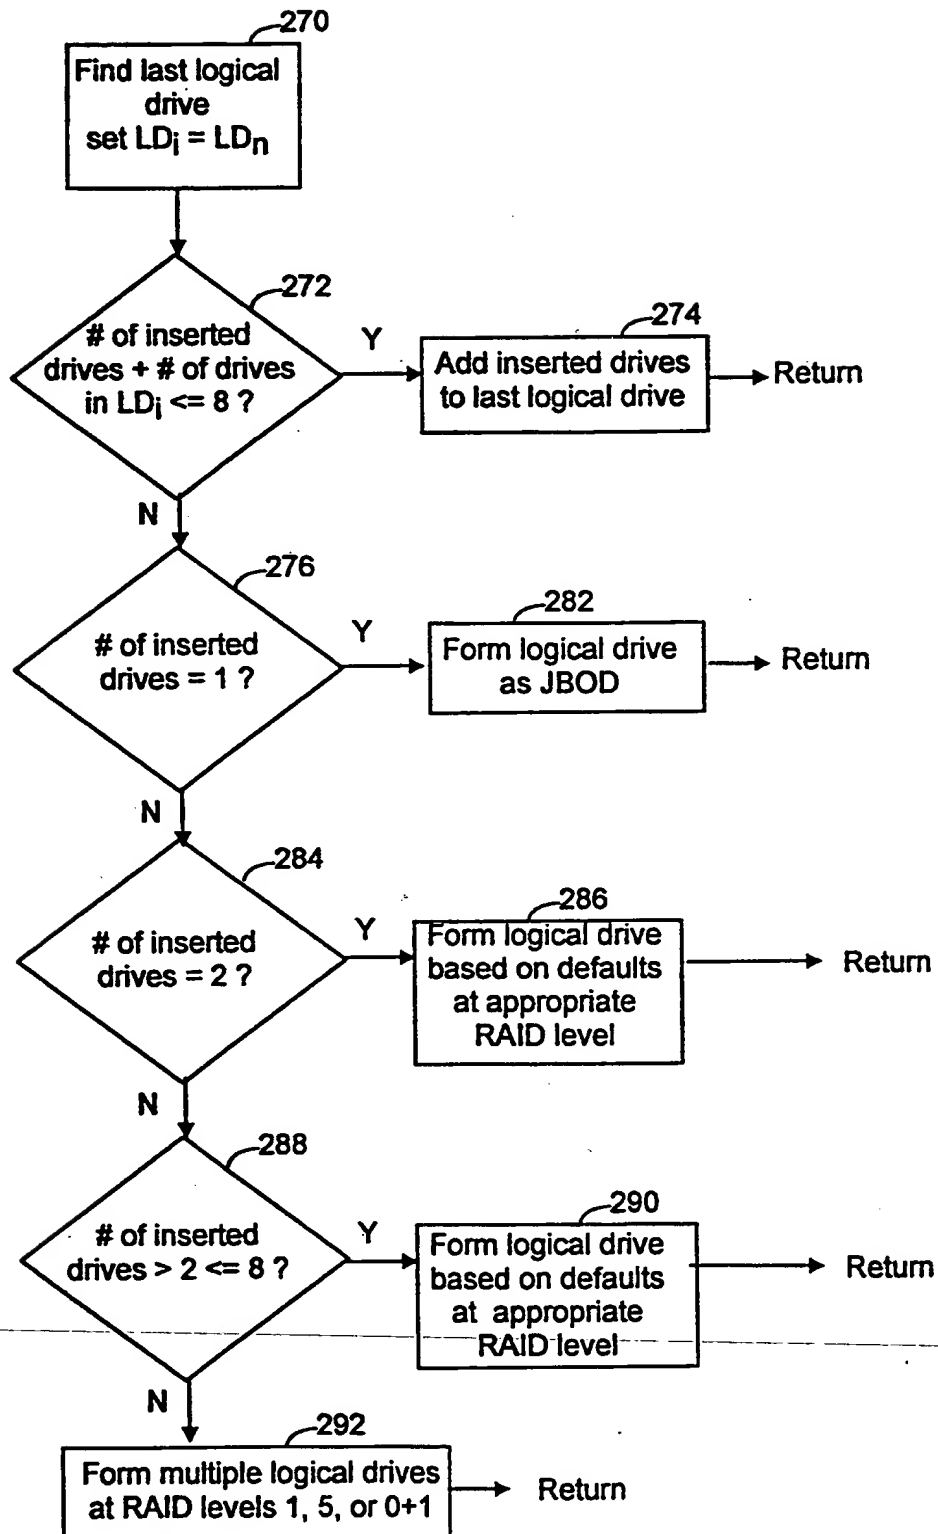 270
Find last logical
drive
set LDi = LDn
272
# of inserted
drives + # of drives
in LDi <= 8 ?
Y
274
Add inserted drives
to last logical drive
Return
N
276
# of inserted
drives = 1 ?
Y
282
Form logical drive
as JBOD
Return
N
284
# of inserted
drives = 2 ?
Y
286
Form logical drive
based on defaults
at appropriate
RAID level
Return
N
288
# of inserted
drives > 2 <= 8 ?
Y
290
Form logical drive
based on defaults
at appropriate
RAID level
Return
N
292
Form multiple logical drives
at RAID levels 1, 5, or 0+1
Return